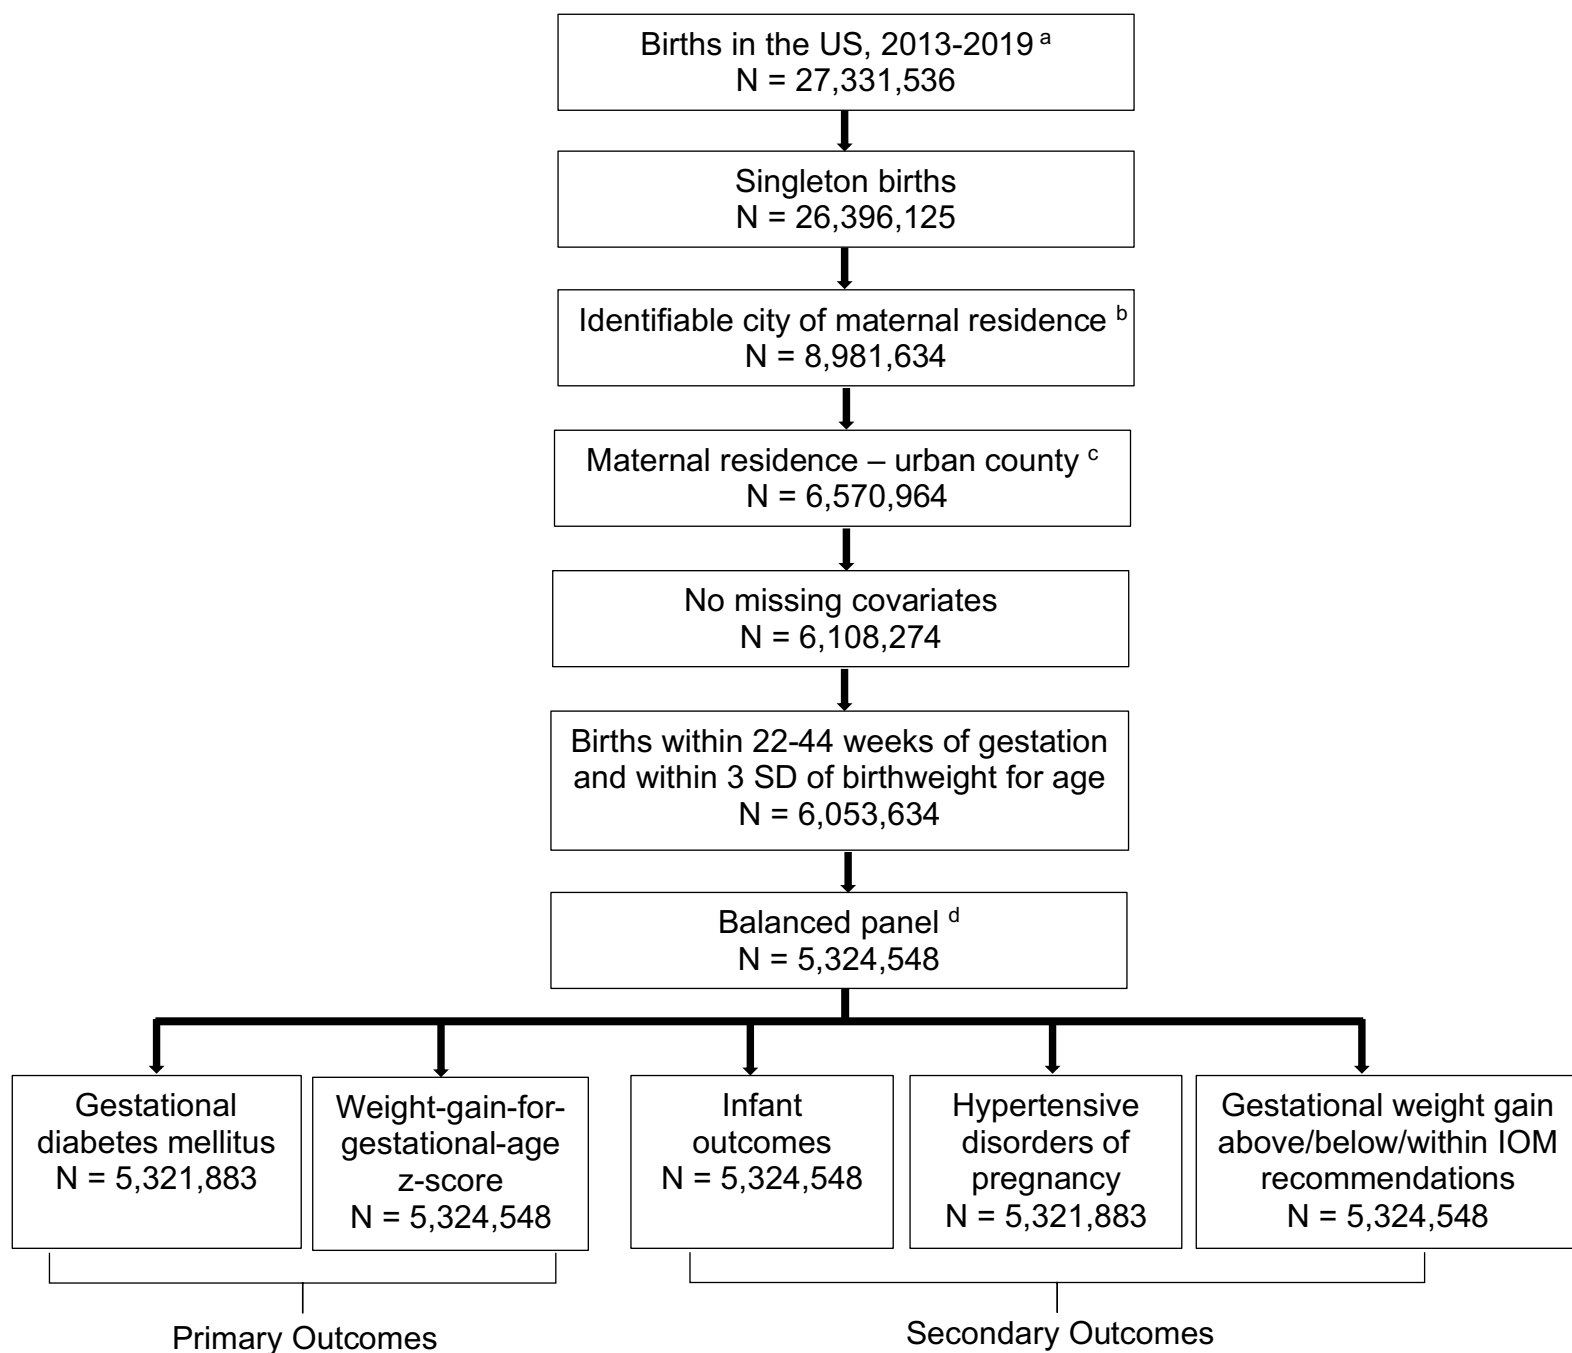 Births in the US, 2013-2019 a
N = 27,331,536
Singleton births
N = 26,396,125
Identifiable city of maternal residence b
N = 8,981,634
Maternal residence – urban county c
N = 6,570,964
No missing covariates
N = 6,108,274
Births within 22-44 weeks of gestation
and within 3 SD of birthweight for age
N = 6,053,634
Balanced panel d
N = 5,324,548
Gestational
diabetes mellitus
N = 5,321,883
Weight-gain-for-
gestational-age
z-score
N = 5,324,548
Infant
outcomes
N = 5,324,548
Hypertensive
disorders of
pregnancy
N = 5,321,883
Gestational weight gain
above/below/within IOM
recommendations
N = 5,324,548
Primary Outcomes
Secondary Outcomes